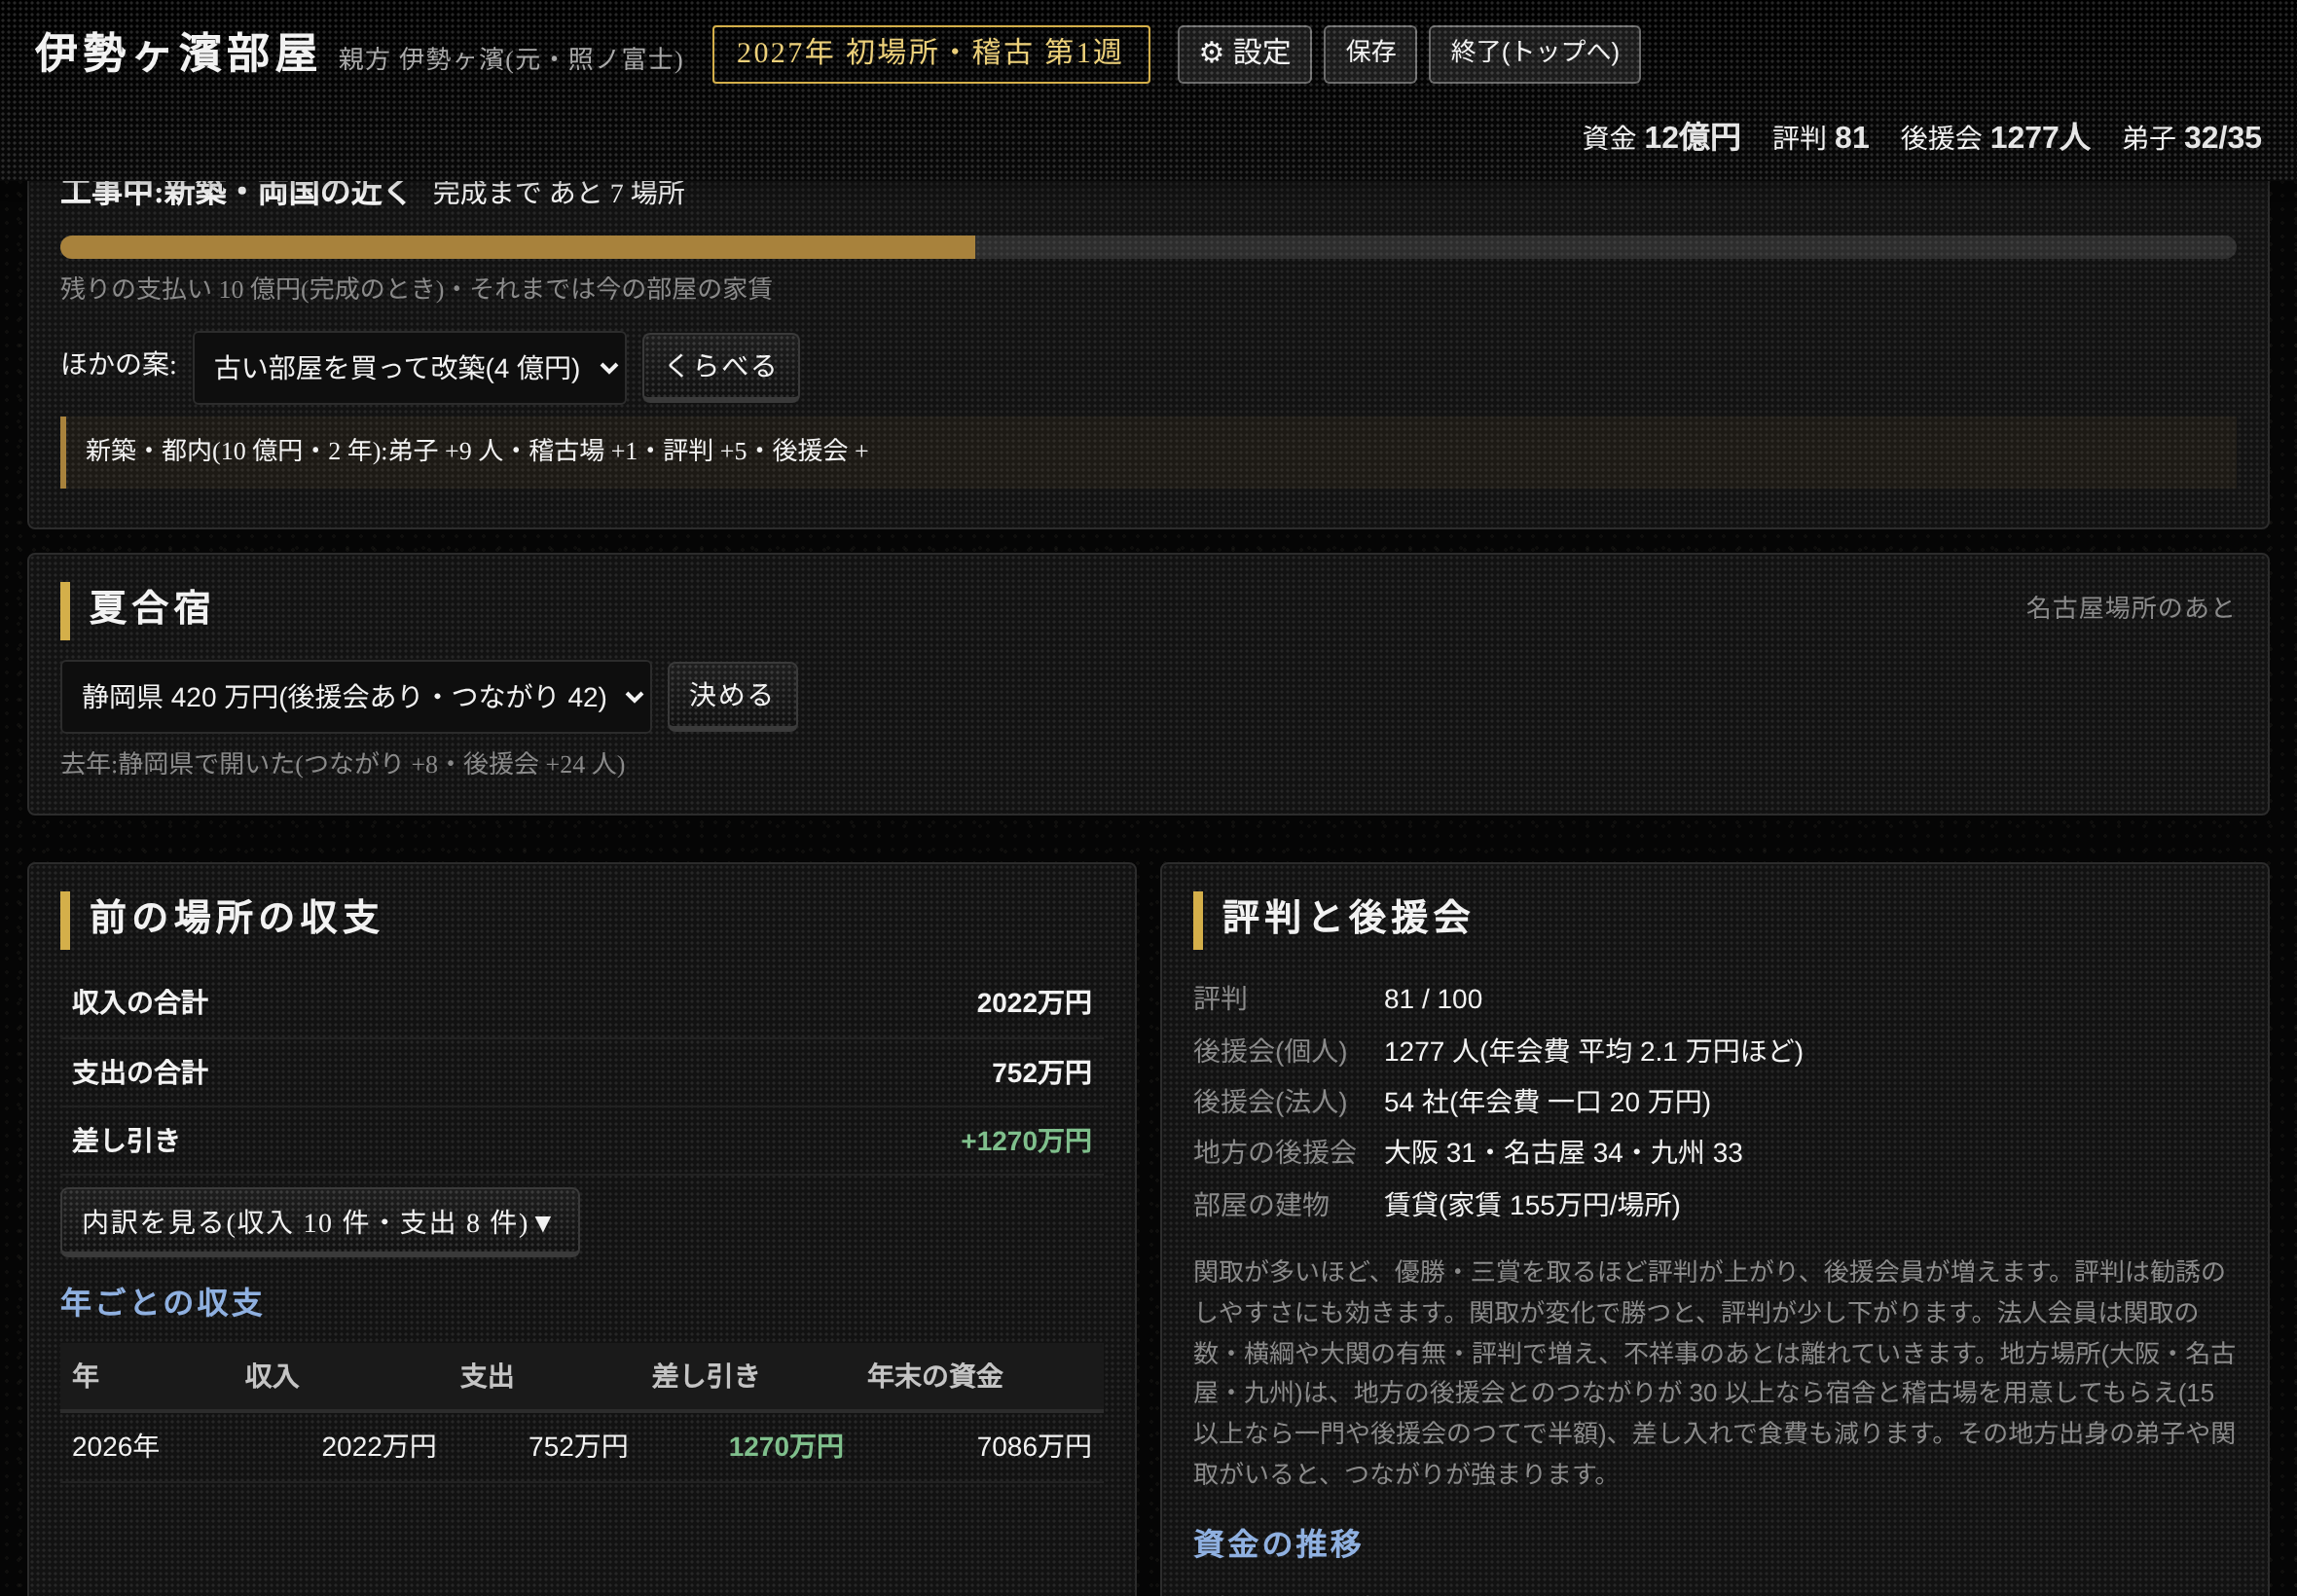 伊勢ヶ濱部屋 親方 伊勢ヶ濱(元・照ノ富士) 2027年 初場所・稽古 第1週 ⚙ 設定 保存 終了(トップへ)
資金 12億円 評判 81 後援会 1277人 弟子 32/35
工事中:新築・両国の近く 完成まで あと 7 場所
残りの支払い 10 億円(完成のとき)・それまでは今の部屋の家賃
ほかの案: 古い部屋を買って改築(4 億円) くらべる
新築・都内(10 億円・2 年):弟子 +9 人・稽古場 +1・評判 +5・後援会 +
夏合宿 名古屋場所のあと
静岡県 420 万円(後援会あり・つながり 42) 決める
去年:静岡県で開いた(つながり +8・後援会 +24 人)
前の場所の収支
収入の合計 2022万円
支出の合計 752万円
差し引き +1270万円
内訳を見る(収入 10 件・支出 8 件)▼
年ごとの収支
年 収入 支出 差し引き 年末の資金
2026年 2022万円 752万円 1270万円 7086万円
評判と後援会
評判 81 / 100
後援会(個人) 1277 人(年会費 平均 2.1 万円ほど)
後援会(法人) 54 社(年会費 一口 20 万円)
地方の後援会 大阪 31・名古屋 34・九州 33
部屋の建物 賃貸(家賃 155万円/場所)
関取が多いほど、優勝・三賞を取るほど評判が上がり、後援会員が増えます。評判は勧誘の
しやすさにも効きます。関取が変化で勝つと、評判が少し下がります。法人会員は関取の
数・横綱や大関の有無・評判で増え、不祥事のあとは離れていきます。地方場所(大阪・名古
屋・九州)は、地方の後援会とのつながりが 30 以上なら宿舎と稽古場を用意してもらえ(15
以上なら一門や後援会のつてで半額)、差し入れで食費も減ります。その地方出身の弟子や関
取がいると、つながりが強まります。
資金の推移